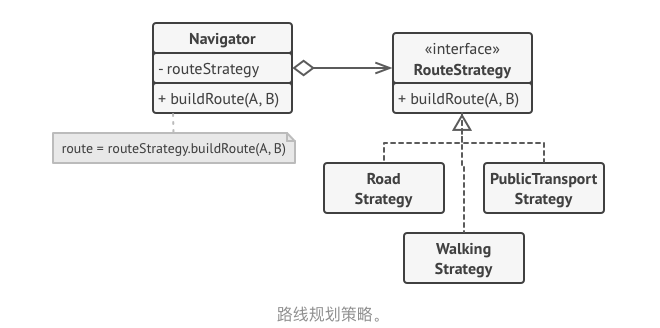 Navigator
- routeStrategy
+ buildRoute(A, B)
route = routeStrategy.buildRoute(A, B)
«interface»
RouteStrategy
+ buildRoute(A, B)
Road
Strategy
PublicTransport
Strategy
Walking
Strategy
路线规划策略。